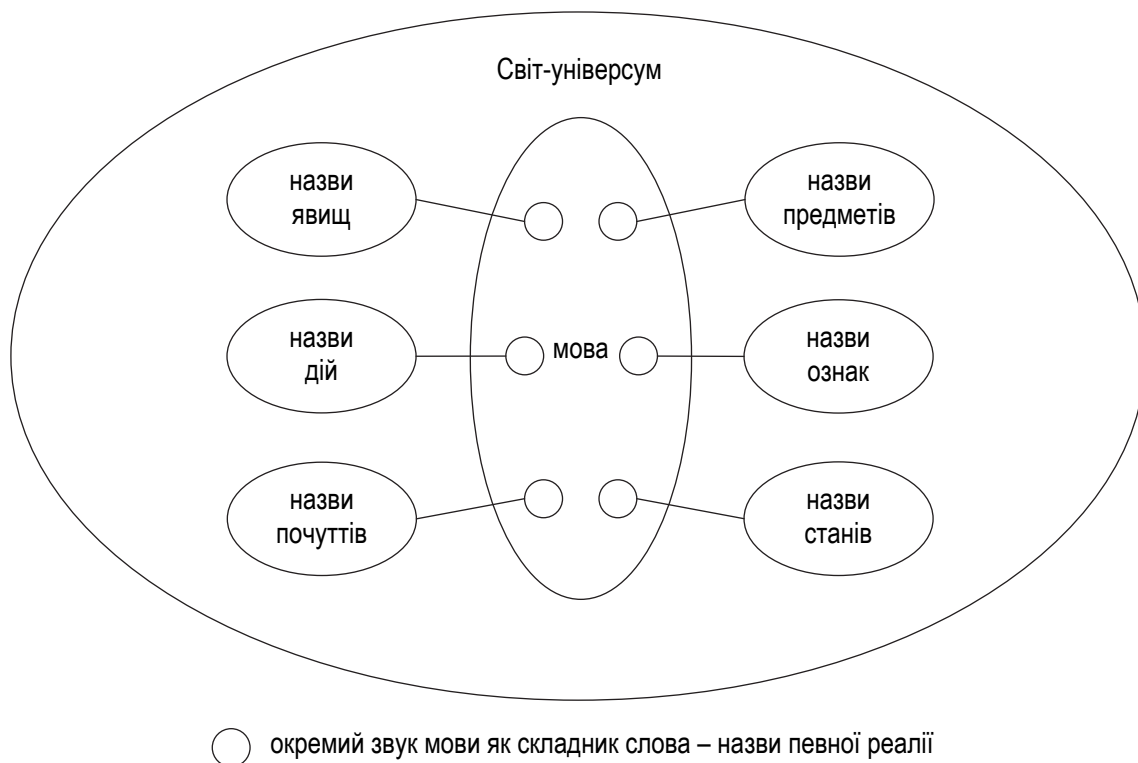 Світ-універсум
назви
явищ
назви
предметів
назви
дій
мова
назви
ознак
назви
почуттів
назви
станів
окремий звук мови як складник слова – назви певної реалії